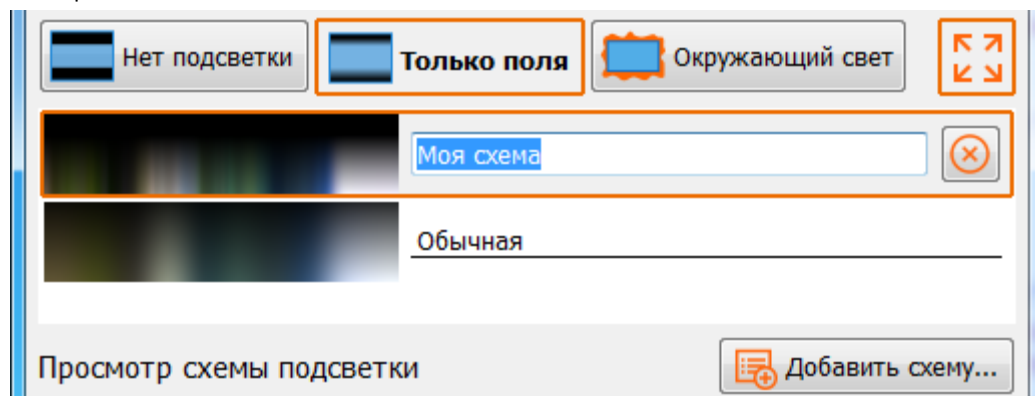 Нет подсветки
Только поля
Окружающий свет
Моя схема
Обычная
Просмотр схемы подсветки
Добавить схему...